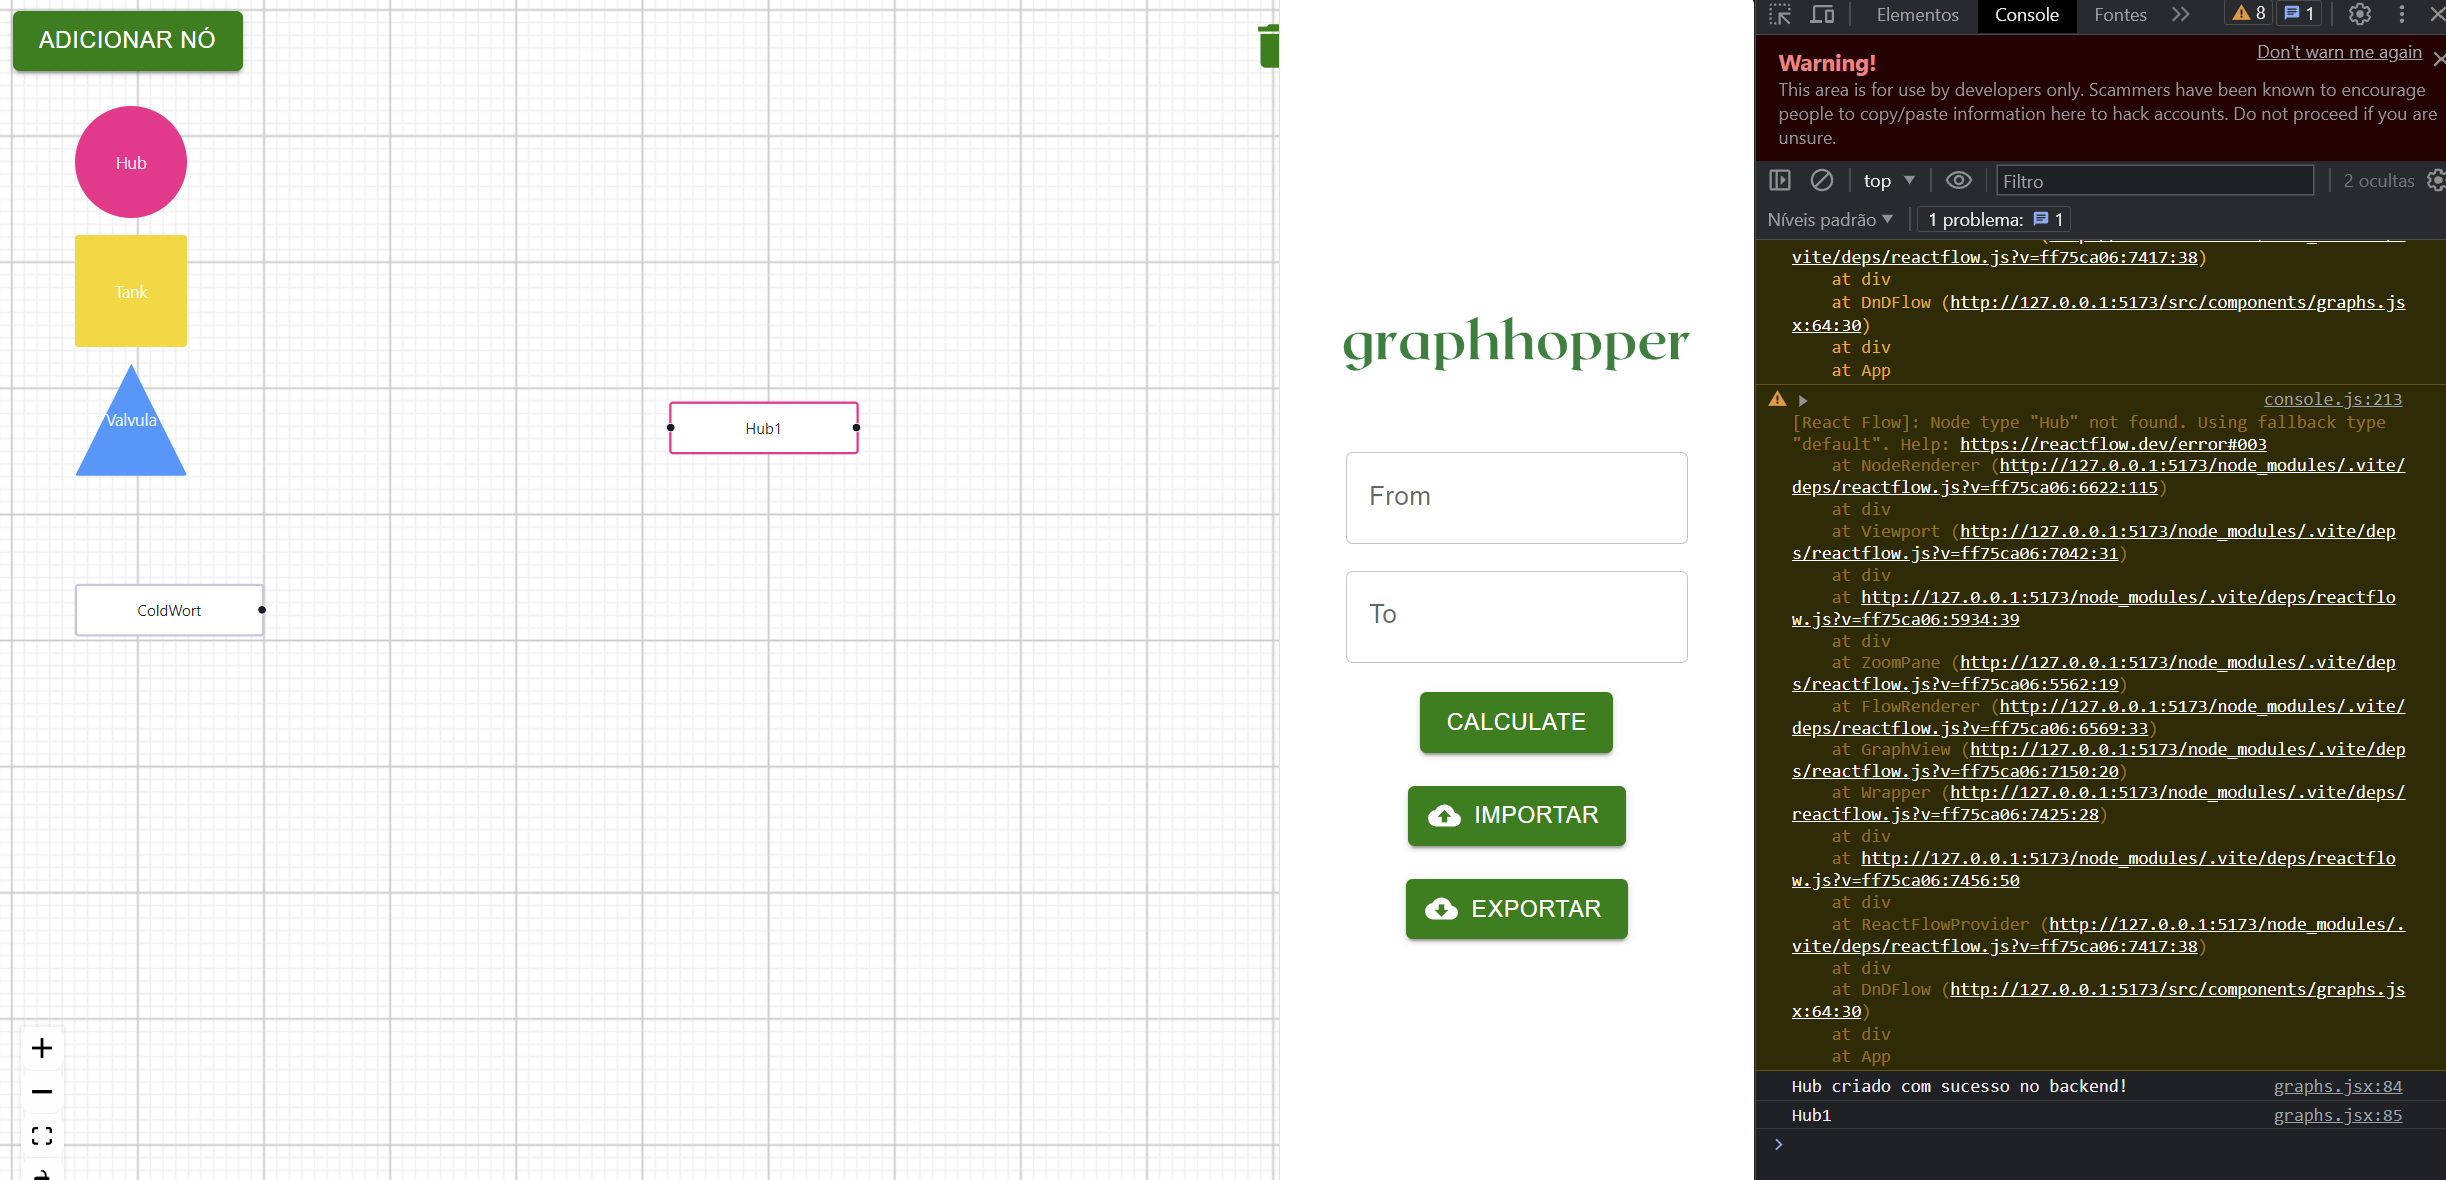 ADICIONAR NÓ
Hub
Tank
Valvula
Hub1
ColdWort
graphhopper
From
To
CALCULATE
IMPORTAR
EXPORTAR
Elementos
Console
Fontes
8
1
Don't warn me again
Warning!
This area is for use by developers only. Scammers have been known to encourage
people to copy/paste information here to hack accounts. Do not proceed if you are
unsure.
top
Filtro
2 ocultas
Níveis padrão
1 problema: 1
vite/deps/reactflow.js?v=ff75ca06:7417:38)
at div
at DnDFlow (http://127.0.0.1:5173/src/components/graphs.js
x:64:30)
at div
at App
console.js:213
[React Flow]: Node type "Hub" not found. Using fallback type
"default". Help: https://reactflow.dev/error#003
at NodeRenderer (http://127.0.0.1:5173/node_modules/.vite/
deps/reactflow.js?v=ff75ca06:6622:115)
at div
at Viewport (http://127.0.0.1:5173/node_modules/.vite/dep
s/reactflow.js?v=ff75ca06:7042:31)
at div
at http://127.0.0.1:5173/node_modules/.vite/deps/reactflo
w.js?v=ff75ca06:5934:39
at div
at ZoomPane (http://127.0.0.1:5173/node_modules/.vite/dep
s/reactflow.js?v=ff75ca06:5562:19)
at FlowRenderer (http://127.0.0.1:5173/node_modules/.vite/
deps/reactflow.js?v=ff75ca06:6569:33)
at GraphView (http://127.0.0.1:5173/node_modules/.vite/dep
s/reactflow.js?v=ff75ca06:7150:20)
at Wrapper (http://127.0.0.1:5173/node_modules/.vite/deps/
reactflow.js?v=ff75ca06:7425:28)
at div
at http://127.0.0.1:5173/node_modules/.vite/deps/reactflo
w.js?v=ff75ca06:7456:50
at div
at ReactFlowProvider (http://127.0.0.1:5173/node_modules/.
vite/deps/reactflow.js?v=ff75ca06:7417:38)
at div
at DnDFlow (http://127.0.0.1:5173/src/components/graphs.js
x:64:30)
at div
at App
Hub criado com sucesso no backend!
graphs.jsx:84
Hub1
graphs.jsx:85